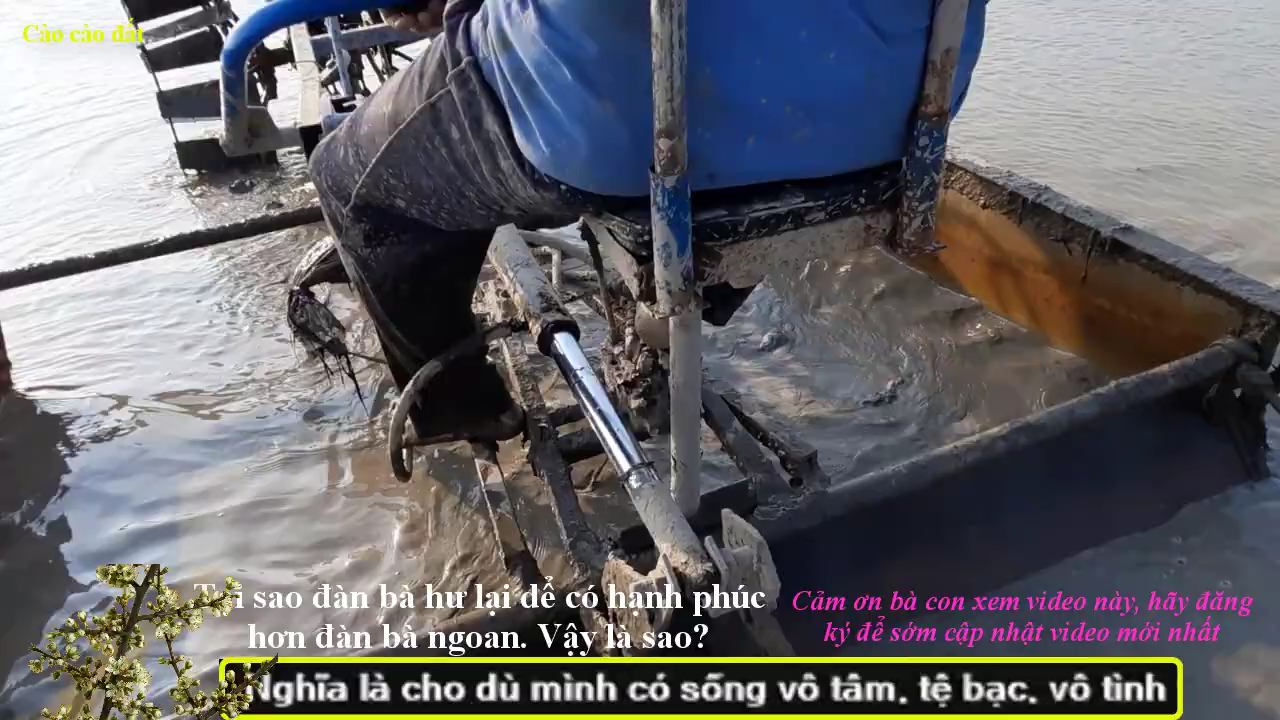 Cào cào đất
Tại sao đàn bà hư lại dể có hạnh phúc
hơn đàn bà ngoan. Vậy là sao?
Cảm ơn bà con xem video này, hãy đăng
ký để sớm cập nhật video mới nhất
Nghĩa là cho dù mình có sống vô tâm. tệ bạc. vô tình